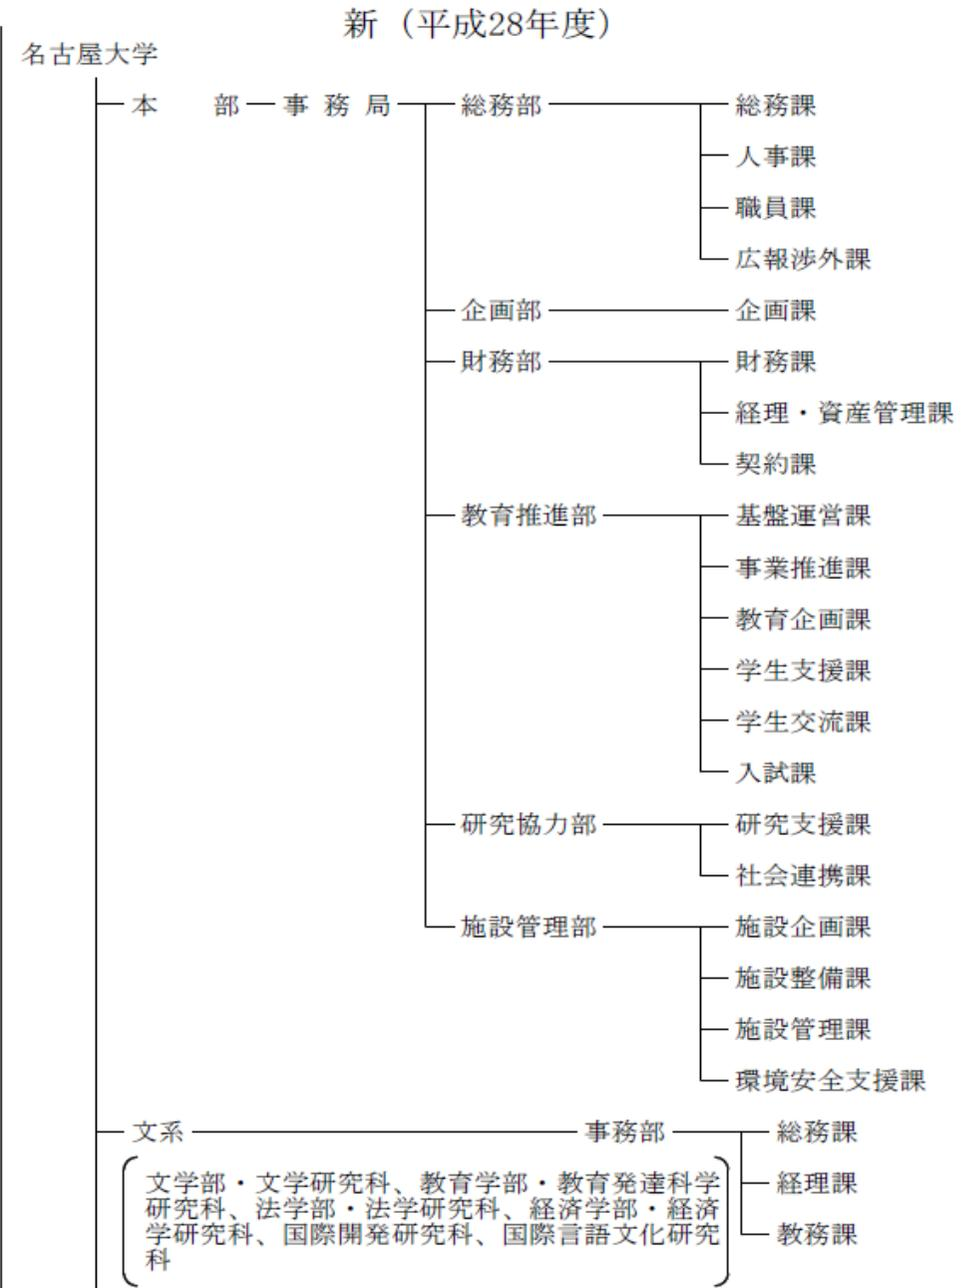 新（平成28年度）
名古屋大学
本　部 事務局 総務部 総務課
人事課
職員課
広報渉外課
企画部 企画課
財務部 財務課
経理・資産管理課
契約課
教育推進部 基盤運営課
事業推進課
教育企画課
学生支援課
学生交流課
入試課
研究協力部 研究支援課
社会連携課
施設管理部 施設企画課
施設整備課
施設管理課
環境安全支援課
文系 事務部 総務課
文学部・文学研究科、教育学部・教育発達科学 経理課
研究科、法学部・法学研究科、経済学部・経済
学研究科、国際開発研究科、国際言語文化研究 教務課
科